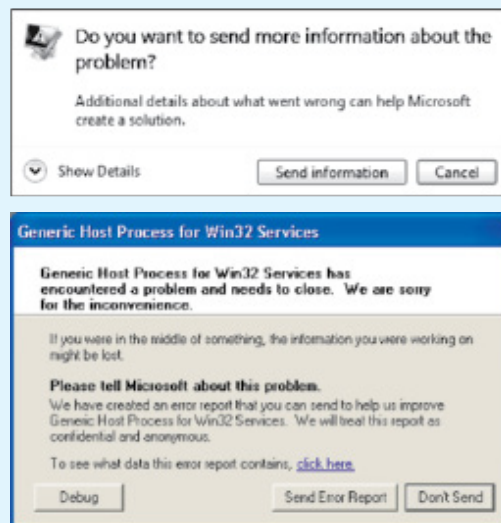 Do you want to send more information about the
problem?
Additional details about what went wrong can help Microsoft
create a solution.
Show Details
Send information
Cancel
Generic Host Process for Win32 Services
Generic Host Process for Win32 Services has
encountered a problem and needs to close. We are sorry
for the inconvenience.
If you were in the middle of something, the information you were working on
might be lost.
Please tell Microsoft about this problem.
We have created an error report that you can send to help us improve
Generic Host Process for Win32 Services. We will treat this report as
confidential and anonymous.
To see what data this error report contains, click here.
Debug
Send Error Report
Don't Send